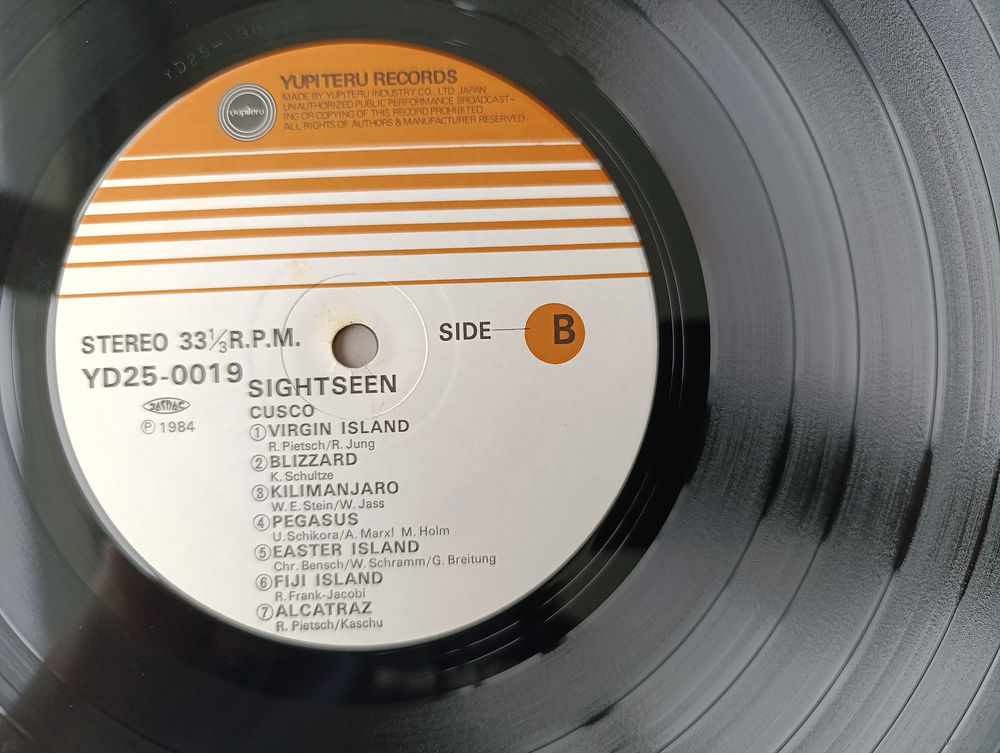 YD25-19
YUPITERU RECORDS
MADE BY YUPITERU INDUSTRY CO., LTD. JAPAN
UNAUTHORIZED PUBLIC PERFORMANCE BROADCAST-
ING OR COPYING OF THIS RECORD PROHIBITED
ALL RIGHTS OF AUTHORS & MANUFACTURER RESERVED
yupiteru
STEREO 33⅓R.P.M.
SIDE B
YD25-0019
JASRAC
Ⓟ1984
SIGHTSEEN
CUSCO
①VIRGIN ISLAND
R. Pietsch/R. Jung
②BLIZZARD
K. Schultze
③KILIMANJARO
W. E. Stein/W. Jass
④PEGASUS
U. Schikora/A. Marx! M. Holm
⑤EASTER ISLAND
Chr. Bensch/W. Schramm/G. Breitung
⑥FIJI ISLAND
R. Frank-Jacobi
⑦ALCATRAZ
R. Pietsch/Kaschu